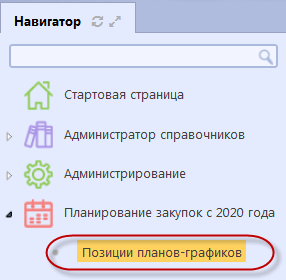 Навигатор
Стартовая страница
Администратор справочников
Администрирование
Планирование закупок с 2020 года
Позиции планов-графиков